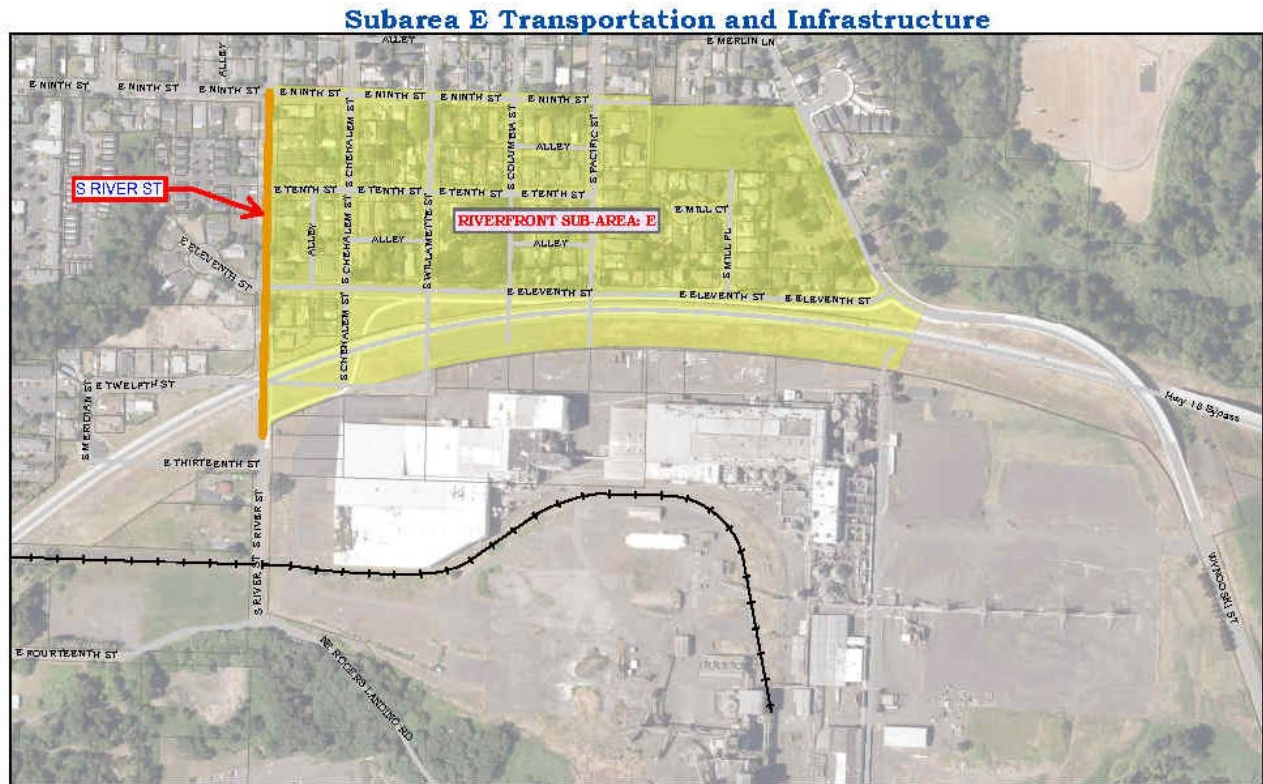 Subarea E Transportation and Infrastructure
ALLEY
ALLEY
E MERLIN LN
E NINTH ST
E NINTH ST
E NINTH ST
E NINTH ST
E NINTH ST
E NINTH ST
E NINTH ST
S CHEHALEM ST
S COLUMBIA ST
S PACIFIC ST
ALLEY
S RIVER ST
E TENTH ST
E TENTH ST
E TENTH ST
E TENTH ST
S WILLAMETTE ST
E MILL CT
RIVERFRONT SUB-AREA: E
ALLEY
S CHEHALEM ST
ALLEY
ALLEY
S MILL PL
E ELEVENTH ST
E ELEVENTH ST
E ELEVENTH ST
E ELEVENTH ST
S CHEHALEM ST
E TWELFTH ST
S MERIDIAN ST
Hwy 18 Bypass
E THIRTEENTH ST
S RIVER ST
S RIVER ST
WYNOOSKI ST
E FOURTEENTH ST
NE ROGERS LANDING RD